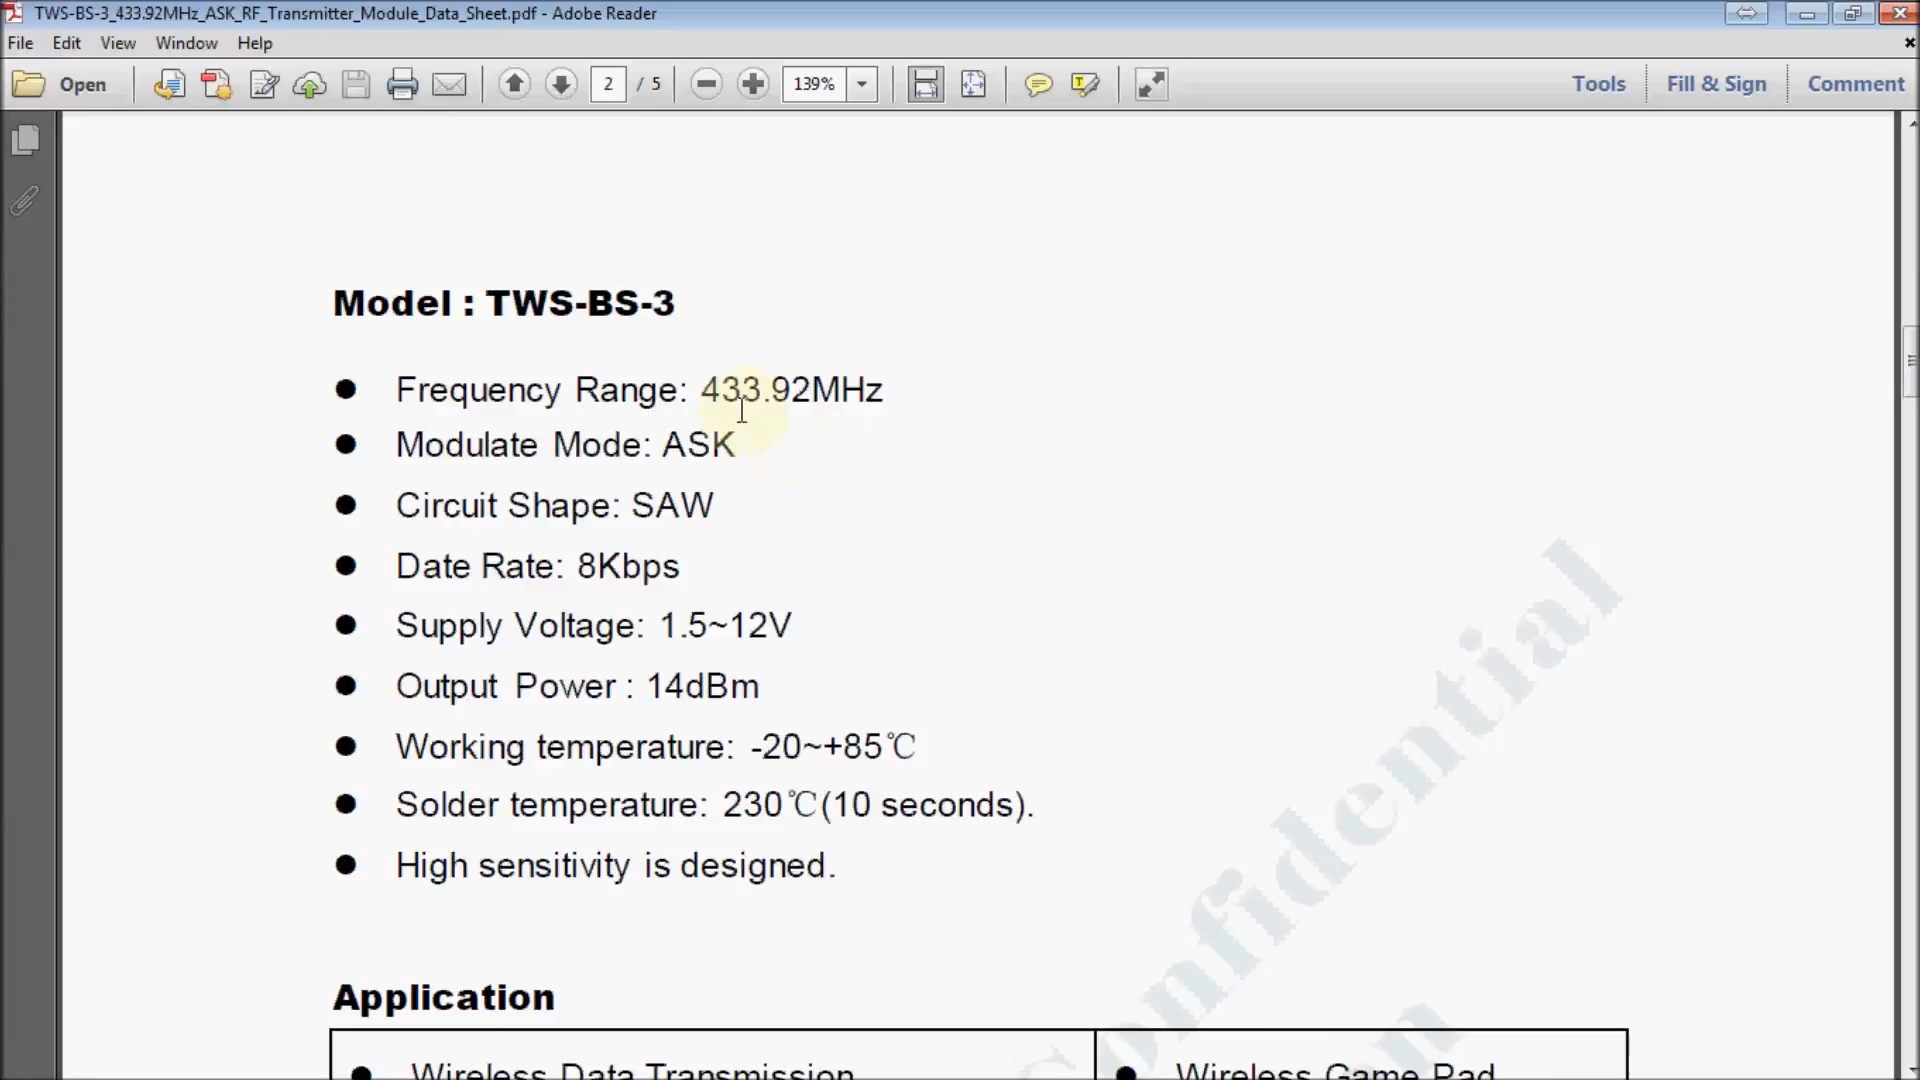 TWS-BS-3_433.92MHz_ASK_RF_Transmitter_Module_Data_Sheet.pdf - Adobe Reader
File Edit View Window Help
Open 2 / 5 139% Tools Fill & Sign Comment
Model : TWS-BS-3
● Frequency Range: 433.92MHz
● Modulate Mode: ASK
● Circuit Shape: SAW
● Date Rate: 8Kbps
● Supply Voltage: 1.5~12V
● Output Power : 14dBm
● Working temperature: -20~+85℃
● Solder temperature: 230℃(10 seconds).
● High sensitivity is designed.
Confidential
Application
● Wireless Data Transmission ● Wireless Game Pad